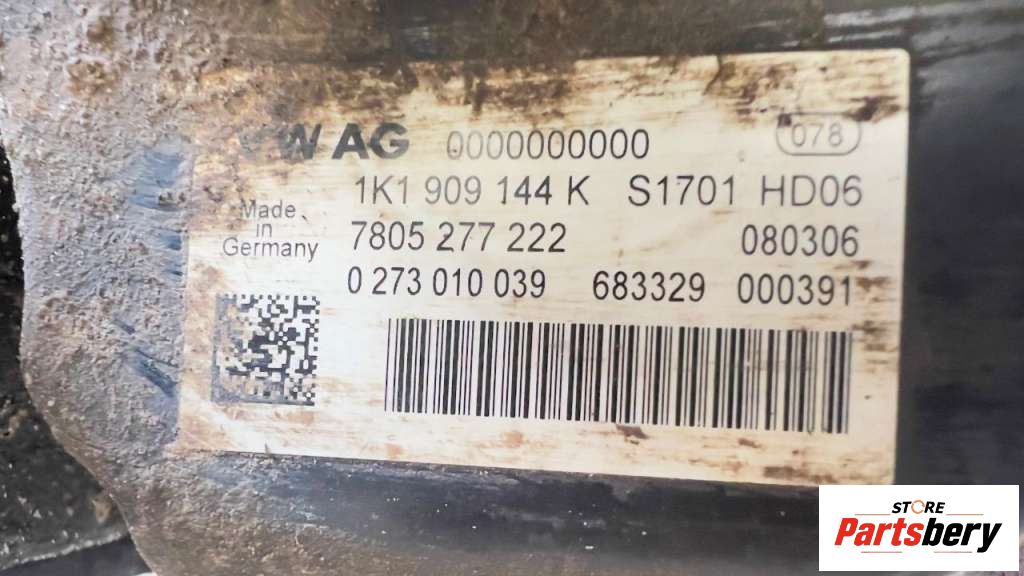 VW AG 0000000000 078
1K1 909 144 K S1701 HD06
Made
in
Germany
7805 277 222 080306
0 273 010 039 683329 000391
STORE
Partsbery